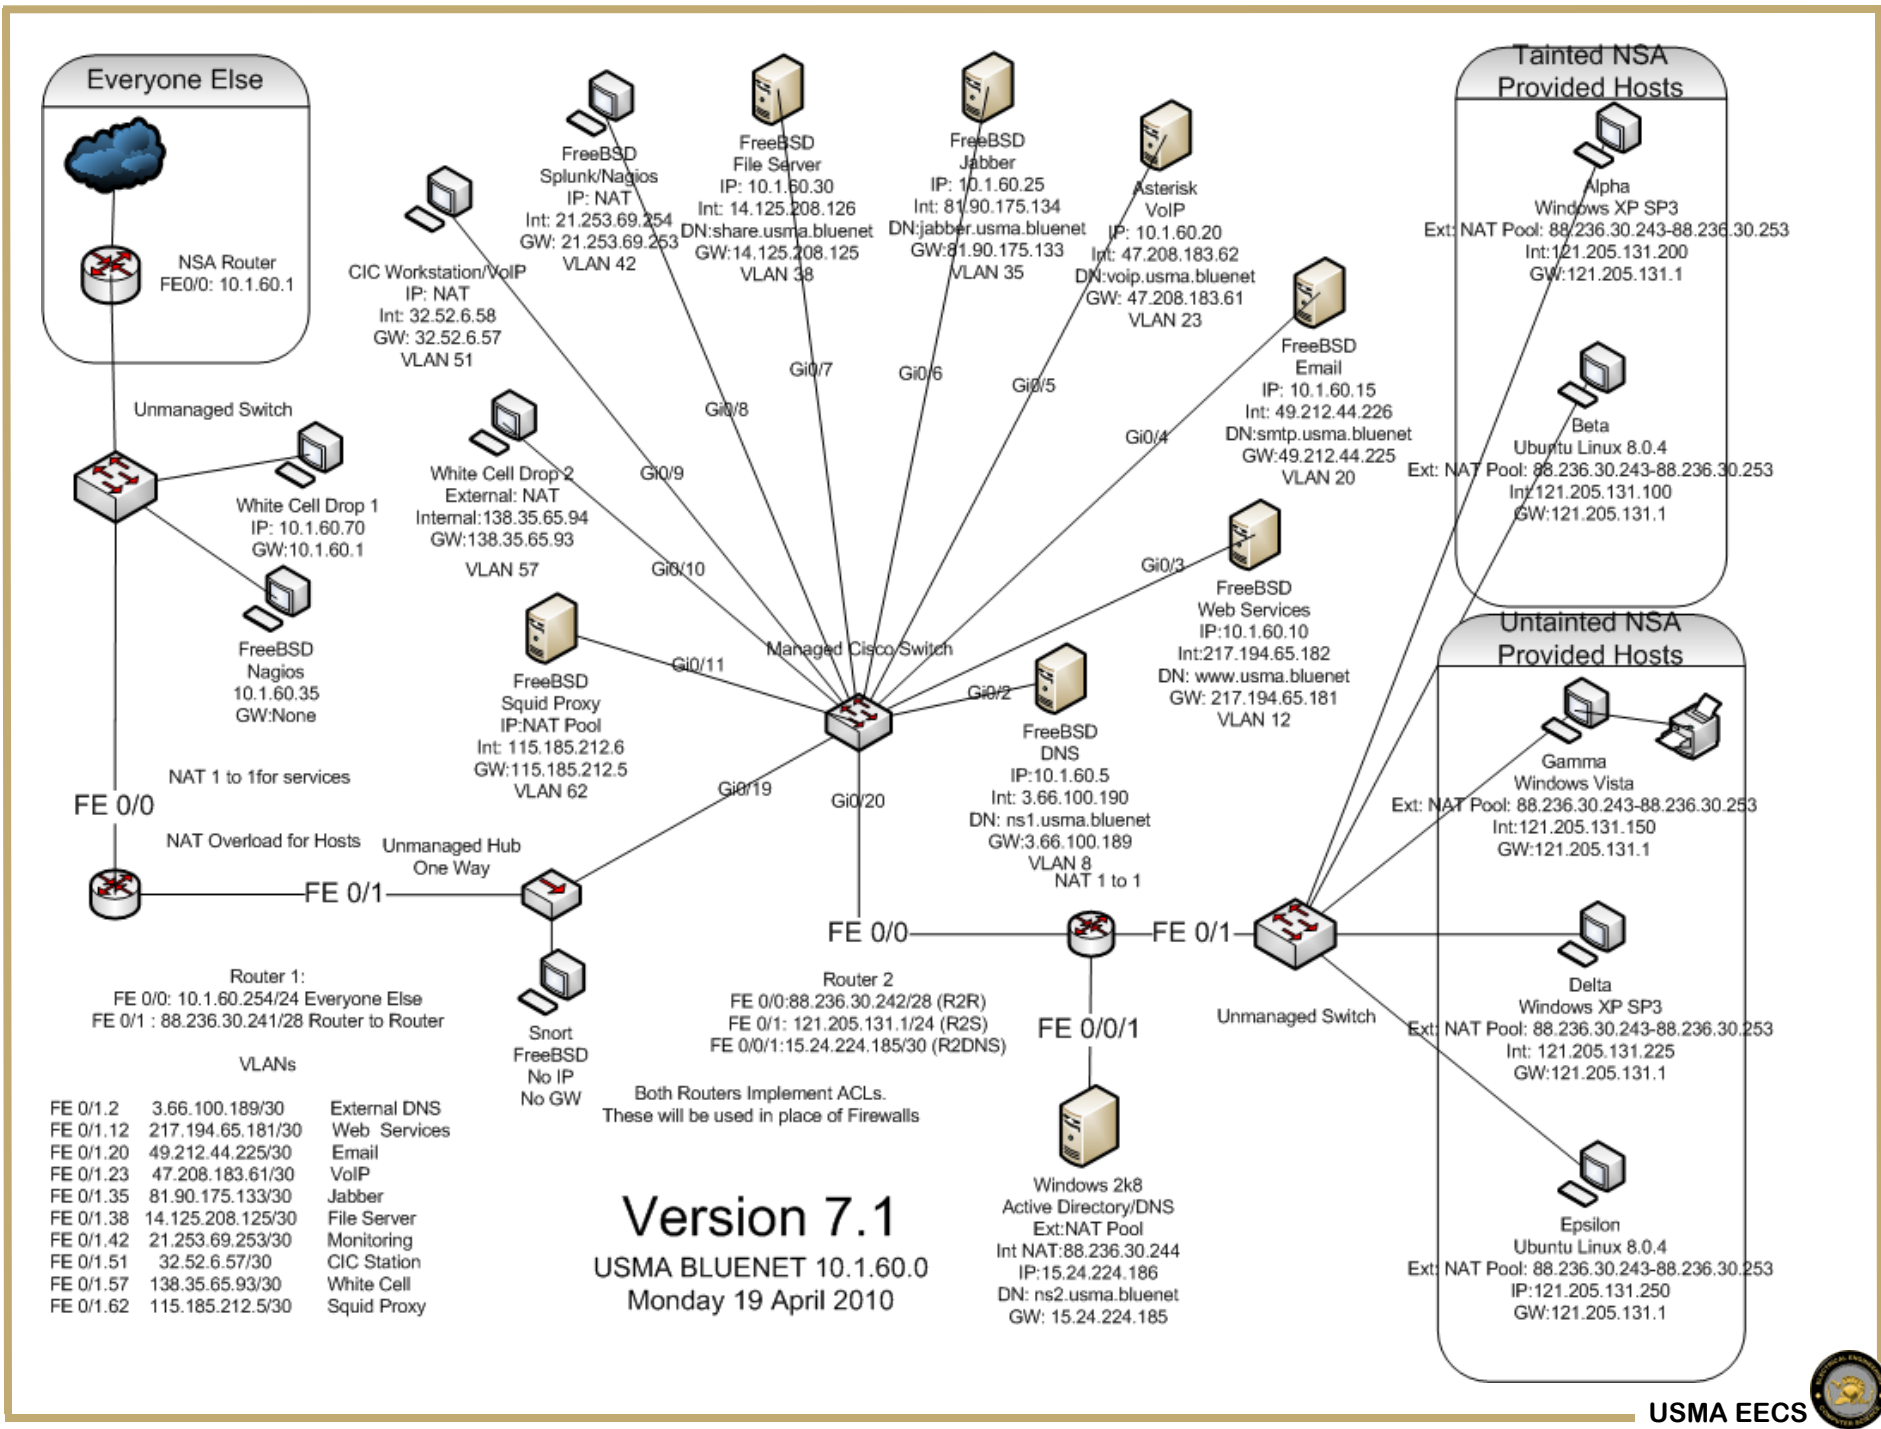 Everyone Else
NSA Router
FE0/0: 10.1.60.1
Unmanaged Switch
White Cell Drop 1
IP: 10.1.60.70
GW:10.1.60.1
FreeBSD
Nagios
10.1.60.35
GW:None
NAT 1 to 1for services
FE 0/0
NAT Overload for Hosts
Unmanaged Hub
One Way
FE 0/1
Router 1:
FE 0/0: 10.1.60.254/24 Everyone Else
FE 0/1 : 88.236.30.241/28 Router to Router
VLANs
FE 0/1.2 3.66.100.189/30 External DNS
FE 0/1.12 217.194.65.181/30 Web Services
FE 0/1.20 49.212.44.225/30 Email
FE 0/1.23 47.208.183.61/30 VoIP
FE 0/1.35 81.90.175.133/30 Jabber
FE 0/1.38 14.125.208.125/30 File Server
FE 0/1.42 21.253.69.253/30 Monitoring
FE 0/1.51 32.52.6.57/30 CIC Station
FE 0/1.57 138.35.65.93/30 White Cell
FE 0/1.62 115.185.212.5/30 Squid Proxy
CIC Workstation/VoIP
IP: NAT
Int: 32.52.6.58
GW: 32.52.6.57
VLAN 51
FreeBSD
Splunk/Nagios
IP: NAT
Int: 21.253.69.254
GW: 21.253.69.253
VLAN 42
FreeBSD
File Server
IP: 10.1.60.30
Int: 14.125.208.126
DN:share.usma.bluenet
GW:14.125.208.125
VLAN 38
FreeBSD
Jabber
IP: 10.1.60.25
Int: 81.90.175.134
DN:jabber.usma.bluenet
GW:81.90.175.133
VLAN 35
Asterisk
VoIP
IP: 10.1.60.20
Int: 47.208.183.62
DN:voip.usma.bluenet
GW: 47.208.183.61
VLAN 23
FreeBSD
Email
IP: 10.1.60.15
Int: 49.212.44.226
DN:smtp.usma.bluenet
GW:49.212.44.225
VLAN 20
White Cell Drop 2
External: NAT
Internal:138.35.65.94
GW:138.35.65.93
VLAN 57
FreeBSD
Squid Proxy
IP:NAT Pool
Int: 115.185.212.6
GW:115.185.212.5
VLAN 62
Gi0/7
Gi0/6
Gi0/5
Gi0/8
Gi0/4
Gi0/9
Gi0/10
Gi0/3
Gi0/11
Gi0/2
Gi0/19
Gi0/20
Managed Cisco Switch
FreeBSD
Web Services
IP:10.1.60.10
Int:217.194.65.182
DN: www.usma.bluenet
GW: 217.194.65.181
VLAN 12
FreeBSD
DNS
IP:10.1.60.5
Int: 3.66.100.190
DN: ns1.usma.bluenet
GW:3.66.100.189
VLAN 8
NAT 1 to 1
FE 0/0
FE 0/1
FE 0/0/1
Snort
FreeBSD
No IP
No GW
Router 2
FE 0/0:88.236.30.242/28 (R2R)
FE 0/1: 121.205.131.1/24 (R2S)
FE 0/0/1:15.24.224.185/30 (R2DNS)
Both Routers Implement ACLs.
These will be used in place of Firewalls
Version 7.1
USMA BLUENET 10.1.60.0
Monday 19 April 2010
Windows 2k8
Active Directory/DNS
Ext:NAT Pool
Int NAT:88.236.30.244
IP:15.24.224.186
DN: ns2.usma.bluenet
GW: 15.24.224.185
Unmanaged Switch
Tainted NSA
Provided Hosts
Alpha
Windows XP SP3
Ext: NAT Pool: 88.236.30.243-88.236.30.253
Int:121.205.131.200
GW:121.205.131.1
Beta
Ubuntu Linux 8.0.4
Ext: NAT Pool: 88.236.30.243-88.236.30.253
Int:121.205.131.100
GW:121.205.131.1
Untainted NSA
Provided Hosts
Gamma
Windows Vista
Ext: NAT Pool: 88.236.30.243-88.236.30.253
Int:121.205.131.150
GW:121.205.131.1
Delta
Windows XP SP3
Ext: NAT Pool: 88.236.30.243-88.236.30.253
Int: 121.205.131.225
GW:121.205.131.1
Epsilon
Ubuntu Linux 8.0.4
Ext: NAT Pool: 88.236.30.243-88.236.30.253
IP:121.205.131.250
GW:121.205.131.1
USMA EECS